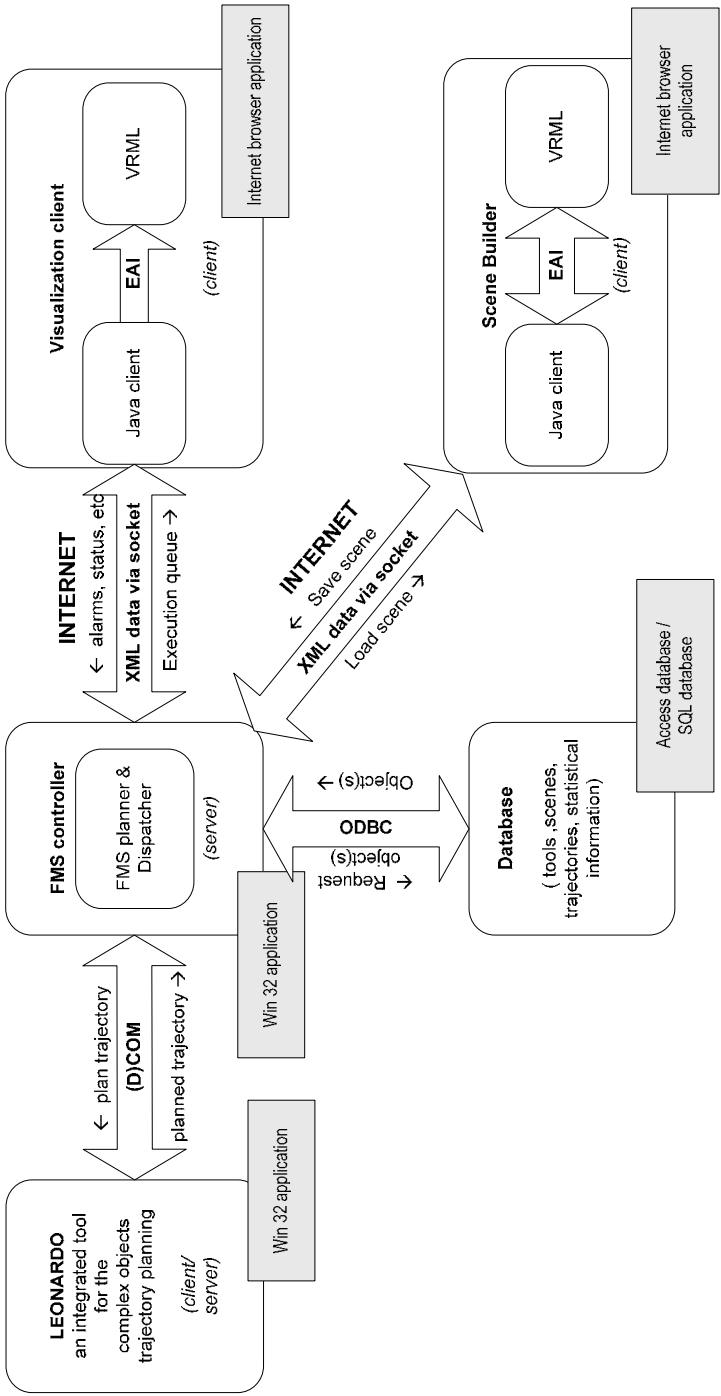 LEONARDO
an integrated tool
for the
complex objects
trajectory planning
(client/
server)
Win 32 application
← plan trajectory
(D)COM
planned trajectory →
FMS controller
FMS planner &
Dispatcher
(server)
Win 32 application
INTERNET
← alarms, status, etc
XML data via socket
Execution queue →
Visualization client
Java client
EAI
VRML
(client)
Internet browser application
← Request
object(s)
ODBC
Object(s) →
Database
( tools ,scenes,
trajectories, statistical
information)
Access database /
SQL database
INTERNET
← Save scene
XML data via socket
Load scene →
Scene Builder
Java client
EAI
VRML
(client)
Internet browser
application